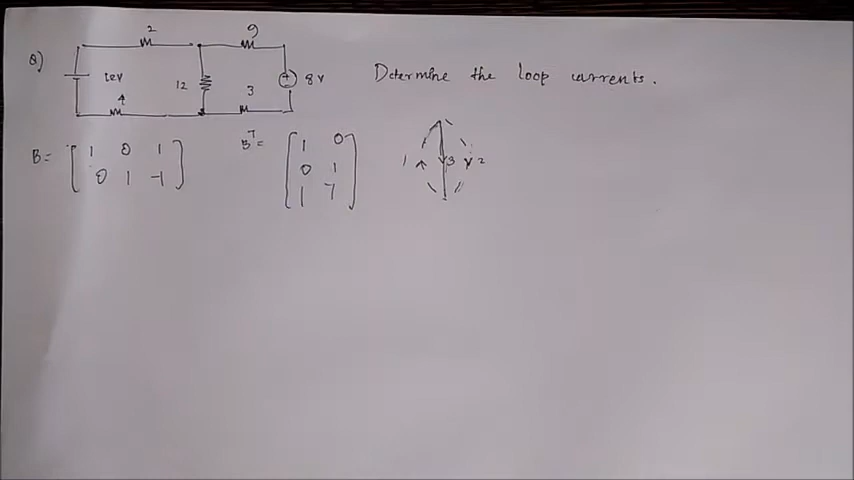 Q) Determine the loop currents.
2 9
12V 12 8V
4 3
B = [ 1 0 1
0 1 -1 ]
B^T = [ 1 0
0 1
1 -1 ]
1 3 2